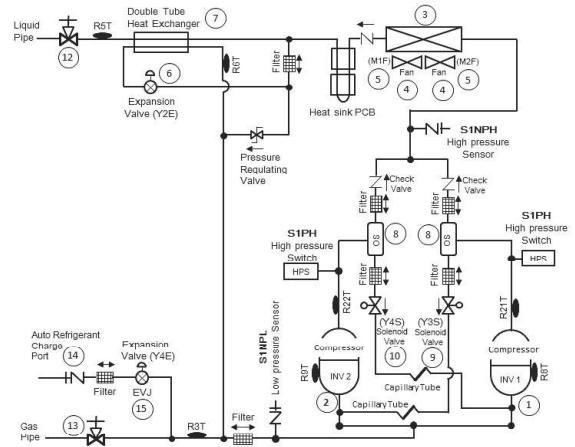 Liquid
Pipe
12
R5T
Double Tube
Heat Exchanger
7
6
Expansion
Valve (Y2E)
R6T
Filter
Pressure
Regulating
Valve
Heat sink PCB
3
(M1F)
5
Fan
4
Fan
4
(M2F)
5
S1NPH
High pressure
Sensor
Check
Valve
Filter
Check
Valve
Filter
OS
8
8
OS
S1PH
High pressure
Switch
HPS
S1PH
High pressure
Switch
HPS
Filter
Filter
R22T
R21T
(Y4S)
Solenoid
Valve
10
(Y3S)
Solenoid
Valve
9
Compressor
INV 2
R9T
2
Compressor
INV 1
R8T
1
Capillary Tube
Capillary Tube
S1NPL
Low pressure Sensor
Auto Refrigerant
Charge
Port
14
Filter
Expansion
Valve (Y4E)
EVJ
15
Gas
Pipe
13
R3T
Filter